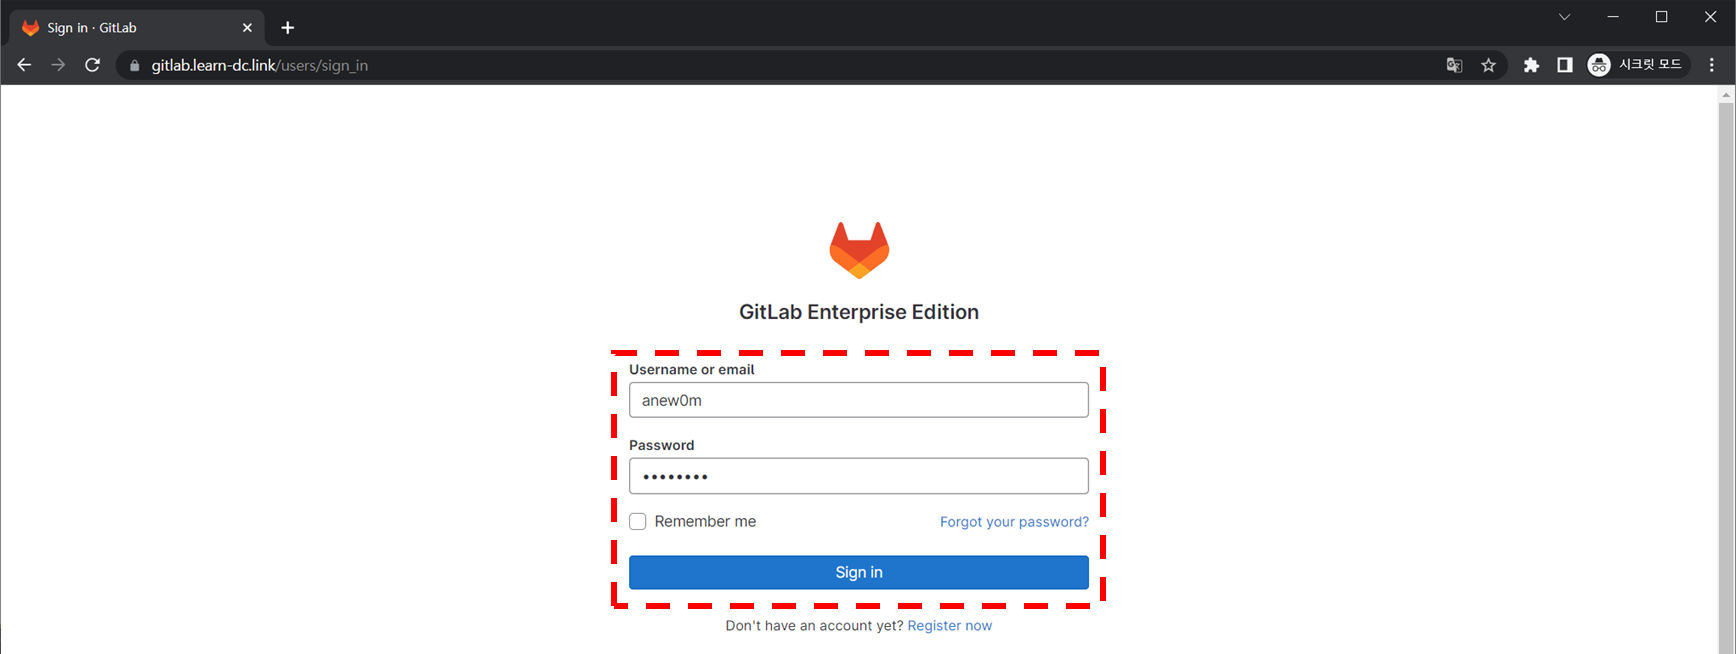 Sign in · GitLab
gitlab.learn-dc.link/users/sign_in
시크릿 모드
GitLab Enterprise Edition
Username or email
anew0m
Password
••••••••
Remember me
Forgot your password?
Sign in
Don't have an account yet? Register now